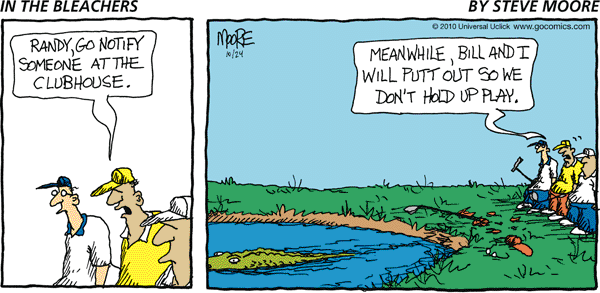 IN THE BLEACHERS
BY STEVE MOORE
RANDY, GO NOTIFY
SOMEONE AT THE
CLUBHOUSE.
MOORE
10/24
© 2010 Universal Uclick www.gocomics.com
MEANWHILE, BILL AND I
WILL PUTT OUT SO WE
DON'T HOLD UP PLAY.